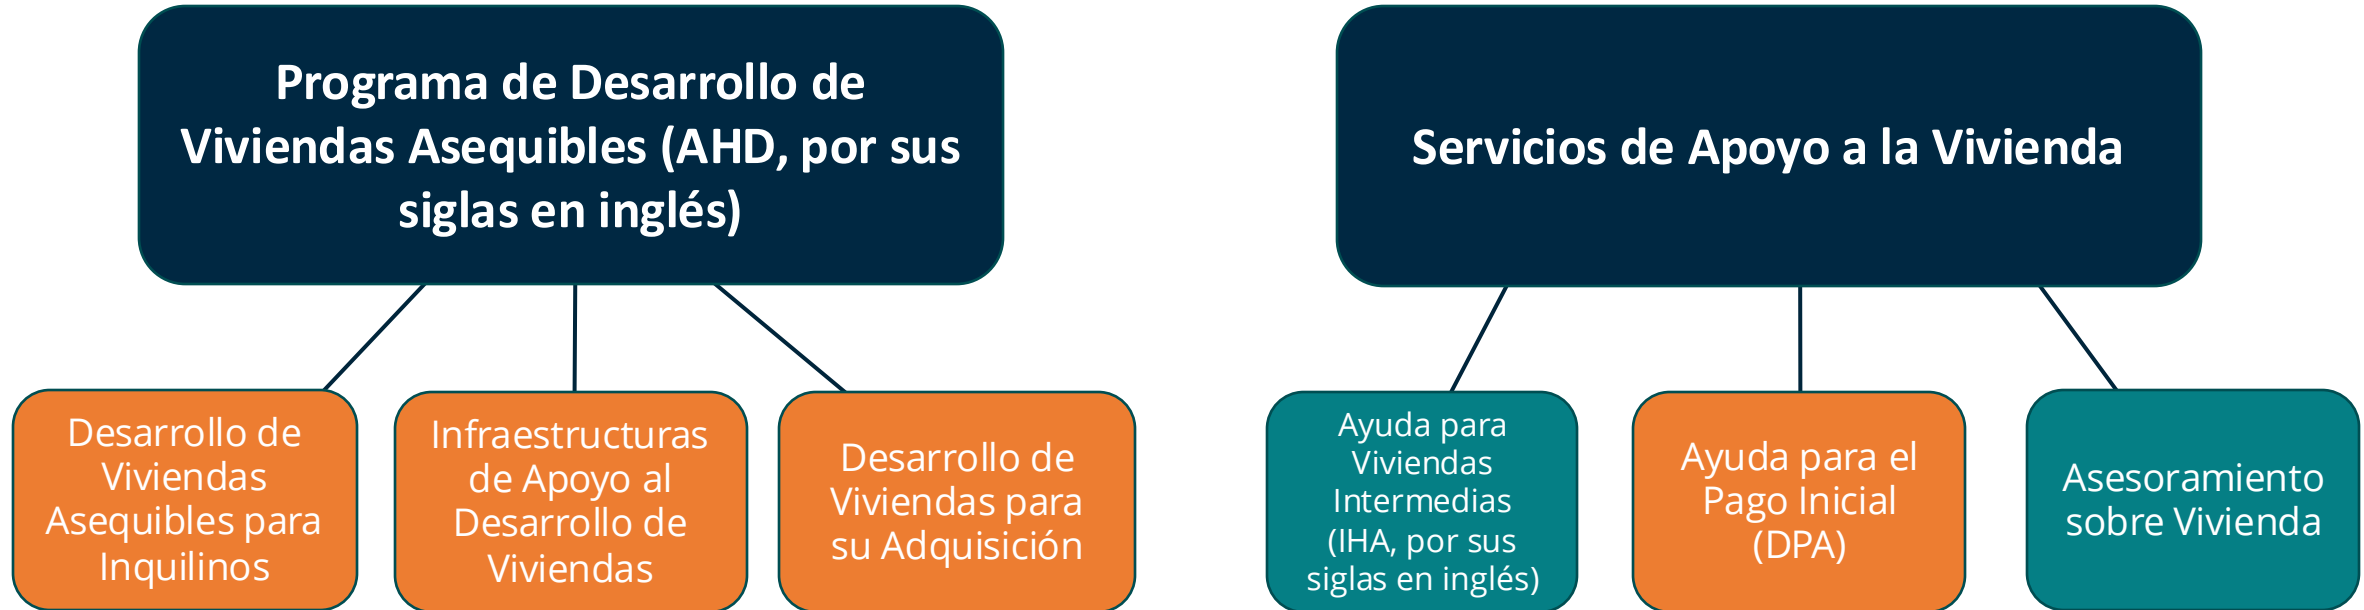 Programa de Desarrollo de
Viviendas Asequibles (AHD, por sus
siglas en inglés)
Servicios de Apoyo a la Vivienda
Desarrollo de
Viviendas
Asequibles para
Inquilinos
Infraestructuras
de Apoyo al
Desarrollo de
Viviendas
Desarrollo de
Viviendas para
su Adquisición
Ayuda para
Viviendas
Intermedias
(IHA, por sus
siglas en inglés)
Ayuda para el
Pago Inicial
(DPA)
Asesoramiento
sobre Vivienda